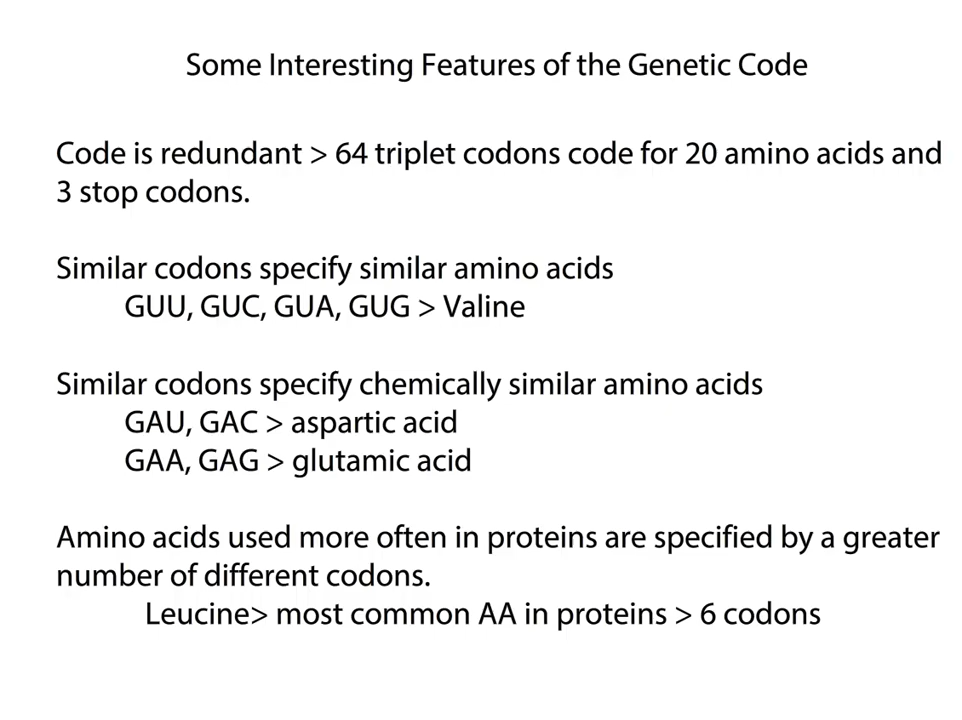 Some Interesting Features of the Genetic Code
Code is redundant > 64 triplet codons code for 20 amino acids and
3 stop codons.
Similar codons specify similar amino acids
GUU, GUC, GUA, GUG > Valine
Similar codons specify chemically similar amino acids
GAU, GAC > aspartic acid
GAA, GAG > glutamic acid
Amino acids used more often in proteins are specified by a greater
number of different codons.
Leucine> most common AA in proteins > 6 codons